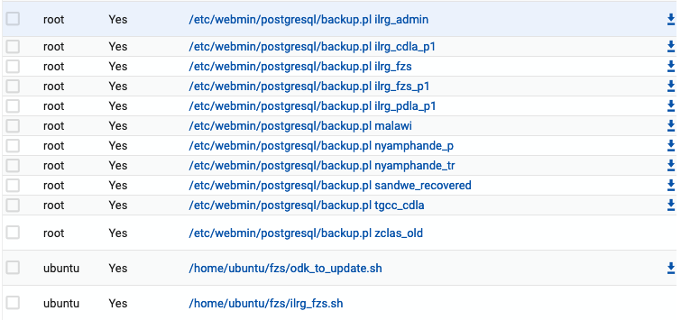 root Yes /etc/webmin/postgresql/backup.pl ilrg_admin
root Yes /etc/webmin/postgresql/backup.pl ilrg_cdla_p1
root Yes /etc/webmin/postgresql/backup.pl ilrg_fzs
root Yes /etc/webmin/postgresql/backup.pl ilrg_fzs_p1
root Yes /etc/webmin/postgresql/backup.pl ilrg_pdla_p1
root Yes /etc/webmin/postgresql/backup.pl malawi
root Yes /etc/webmin/postgresql/backup.pl nyamphande_p
root Yes /etc/webmin/postgresql/backup.pl nyamphande_tr
root Yes /etc/webmin/postgresql/backup.pl sandwe_recovered
root Yes /etc/webmin/postgresql/backup.pl tgcc_cdla
root Yes /etc/webmin/postgresql/backup.pl zclas_old
ubuntu Yes /home/ubuntu/fzs/odk_to_update.sh
ubuntu Yes /home/ubuntu/fzs/ilrg_fzs.sh